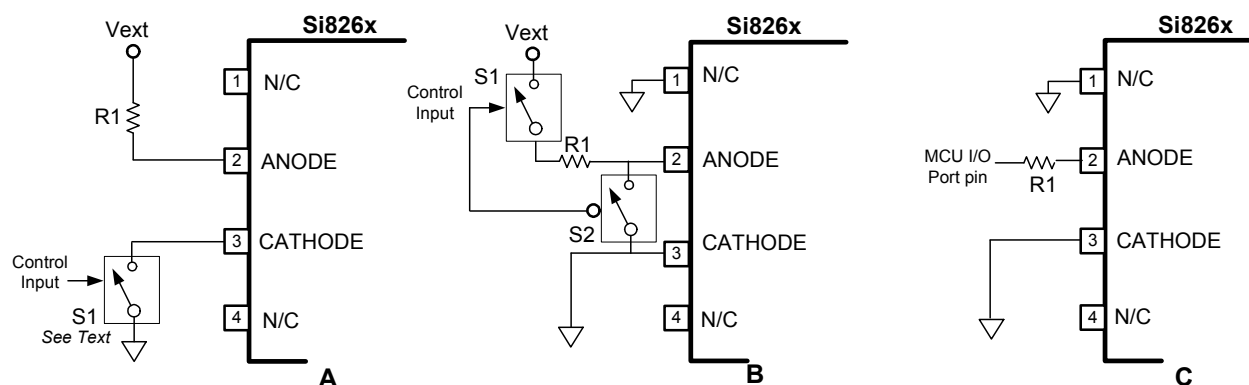 Si826x
Vext
R1
1 N/C
2 ANODE
3 CATHODE
4 N/C
Control
Input
S1
See Text
A
Si826x
Vext
S1
Control
Input
R1
S2
1 N/C
2 ANODE
3 CATHODE
4 N/C
B
Si826x
MCU I/O
Port pin
R1
1 N/C
2 ANODE
3 CATHODE
4 N/C
C